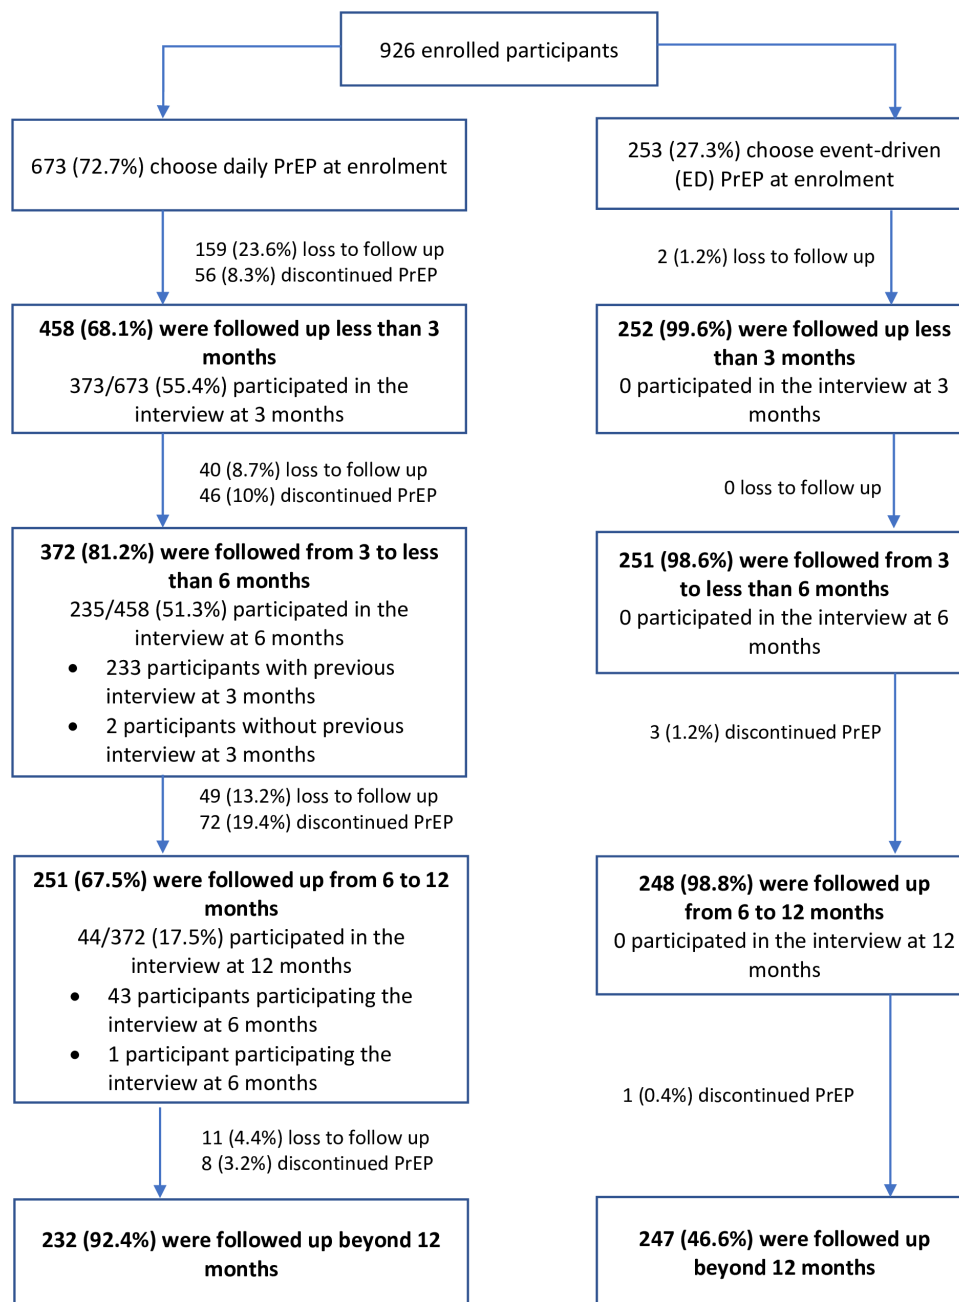 926 enrolled participants
673 (72.7%) choose daily PrEP at enrolment
253 (27.3%) choose event-driven
(ED) PrEP at enrolment
159 (23.6%) loss to follow up
56 (8.3%) discontinued PrEP
2 (1.2%) loss to follow up
458 (68.1%) were followed up less than 3
months
373/673 (55.4%) participated in the
interview at 3 months
252 (99.6%) were followed up less
than 3 months
0 participated in the interview at 3
months
40 (8.7%) loss to follow up
46 (10%) discontinued PrEP
0 loss to follow up
372 (81.2%) were followed from 3 to less
than 6 months
235/458 (51.3%) participated in the
interview at 6 months
• 233 participants with previous
interview at 3 months
• 2 participants without previous
interview at 3 months
251 (98.6%) were followed from 3
to less than 6 months
0 participated in the interview at 6
months
49 (13.2%) loss to follow up
72 (19.4%) discontinued PrEP
3 (1.2%) discontinued PrEP
251 (67.5%) were followed up from 6 to 12
months
44/372 (17.5%) participated in the
interview at 12 months
• 43 participants participating the
interview at 6 months
• 1 participant participating the
interview at 6 months
248 (98.8%) were followed up
from 6 to 12 months
0 participated in the interview at 12
months
11 (4.4%) loss to follow up
8 (3.2%) discontinued PrEP
1 (0.4%) discontinued PrEP
232 (92.4%) were followed up beyond 12
months
247 (46.6%) were followed up
beyond 12 months